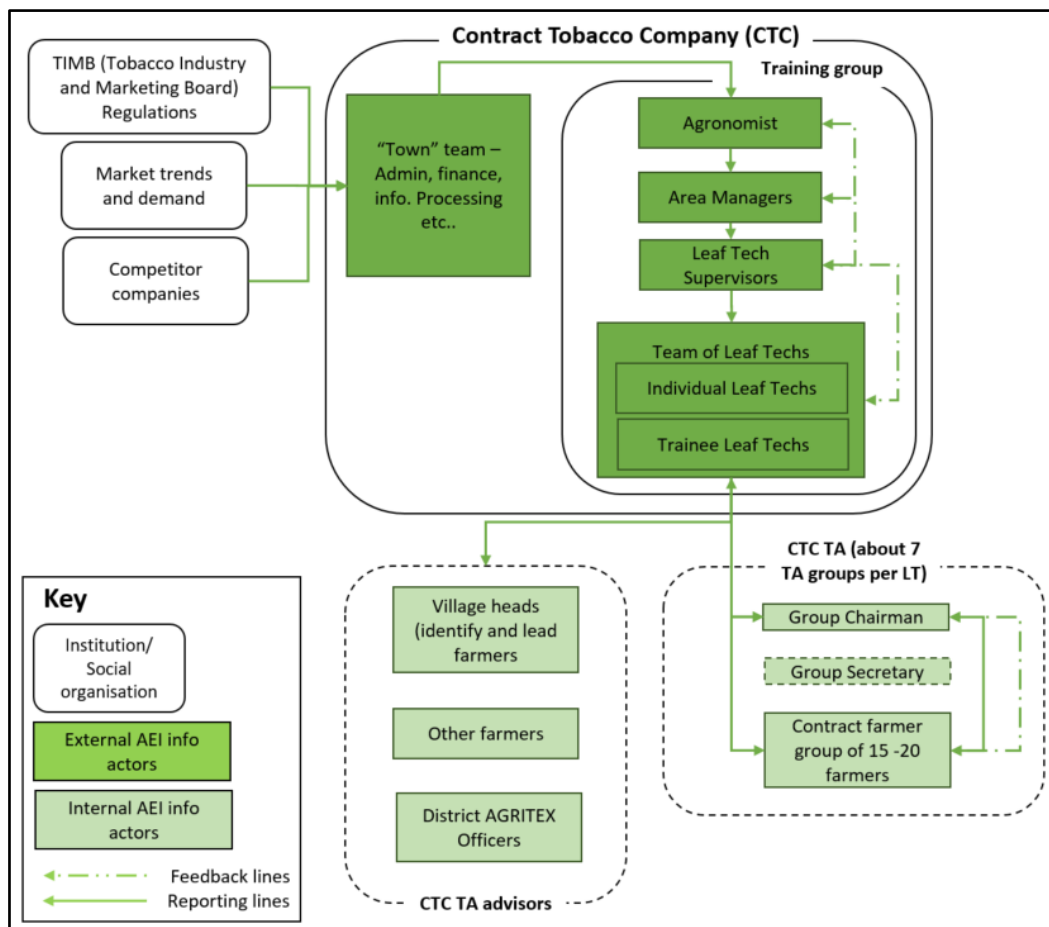 Contract Tobacco Company (CTC)
Training group
TIMB (Tobacco Industry
and Marketing Board)
Regulations
Market trends
and demand
Competitor
companies
“Town” team –
Admin, finance,
info. Processing
etc..
Agronomist
Area Managers
Leaf Tech
Supervisors
Team of Leaf Techs
Individual Leaf Techs
Trainee Leaf Techs
Village heads
(identify and lead
farmers
Other farmers
District AGRITEX
Officers
CTC TA advisors
CTC TA (about 7
TA groups per LT)
Group Chairman
Group Secretary
Contract farmer
group of 15 -20
farmers
Key
Institution/
Social
organisation
External AEI info
actors
Internal AEI info
actors
Feedback lines
Reporting lines